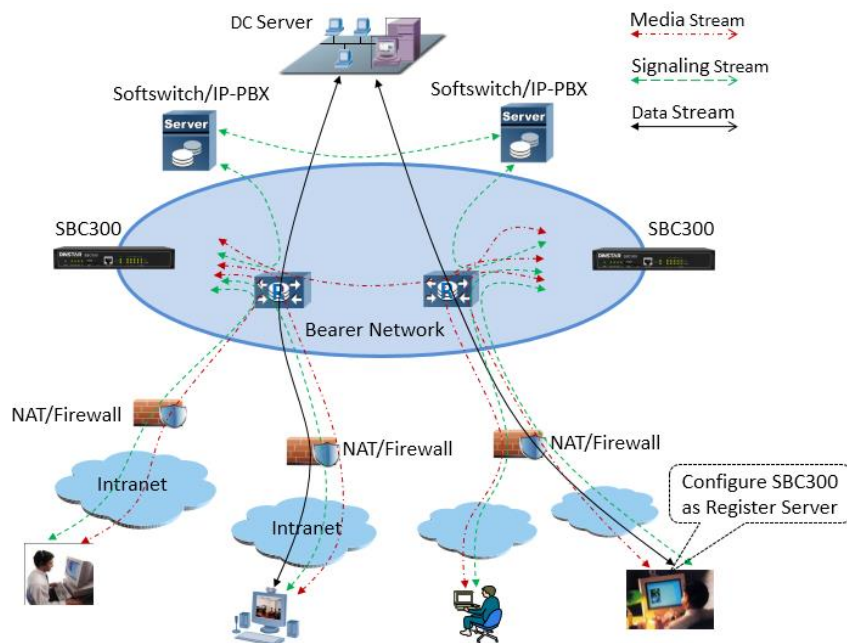 DC Server
Media Stream
Signaling Stream
Data Stream
Softswitch/IP-PBX
Softswitch/IP-PBX
Server
Server
SBC300
SBC300
DINSTAR
R
R
Bearer Network
NAT/Firewall
NAT/Firewall
NAT/Firewall
Intranet
Intranet
Configure SBC300
as Register Server